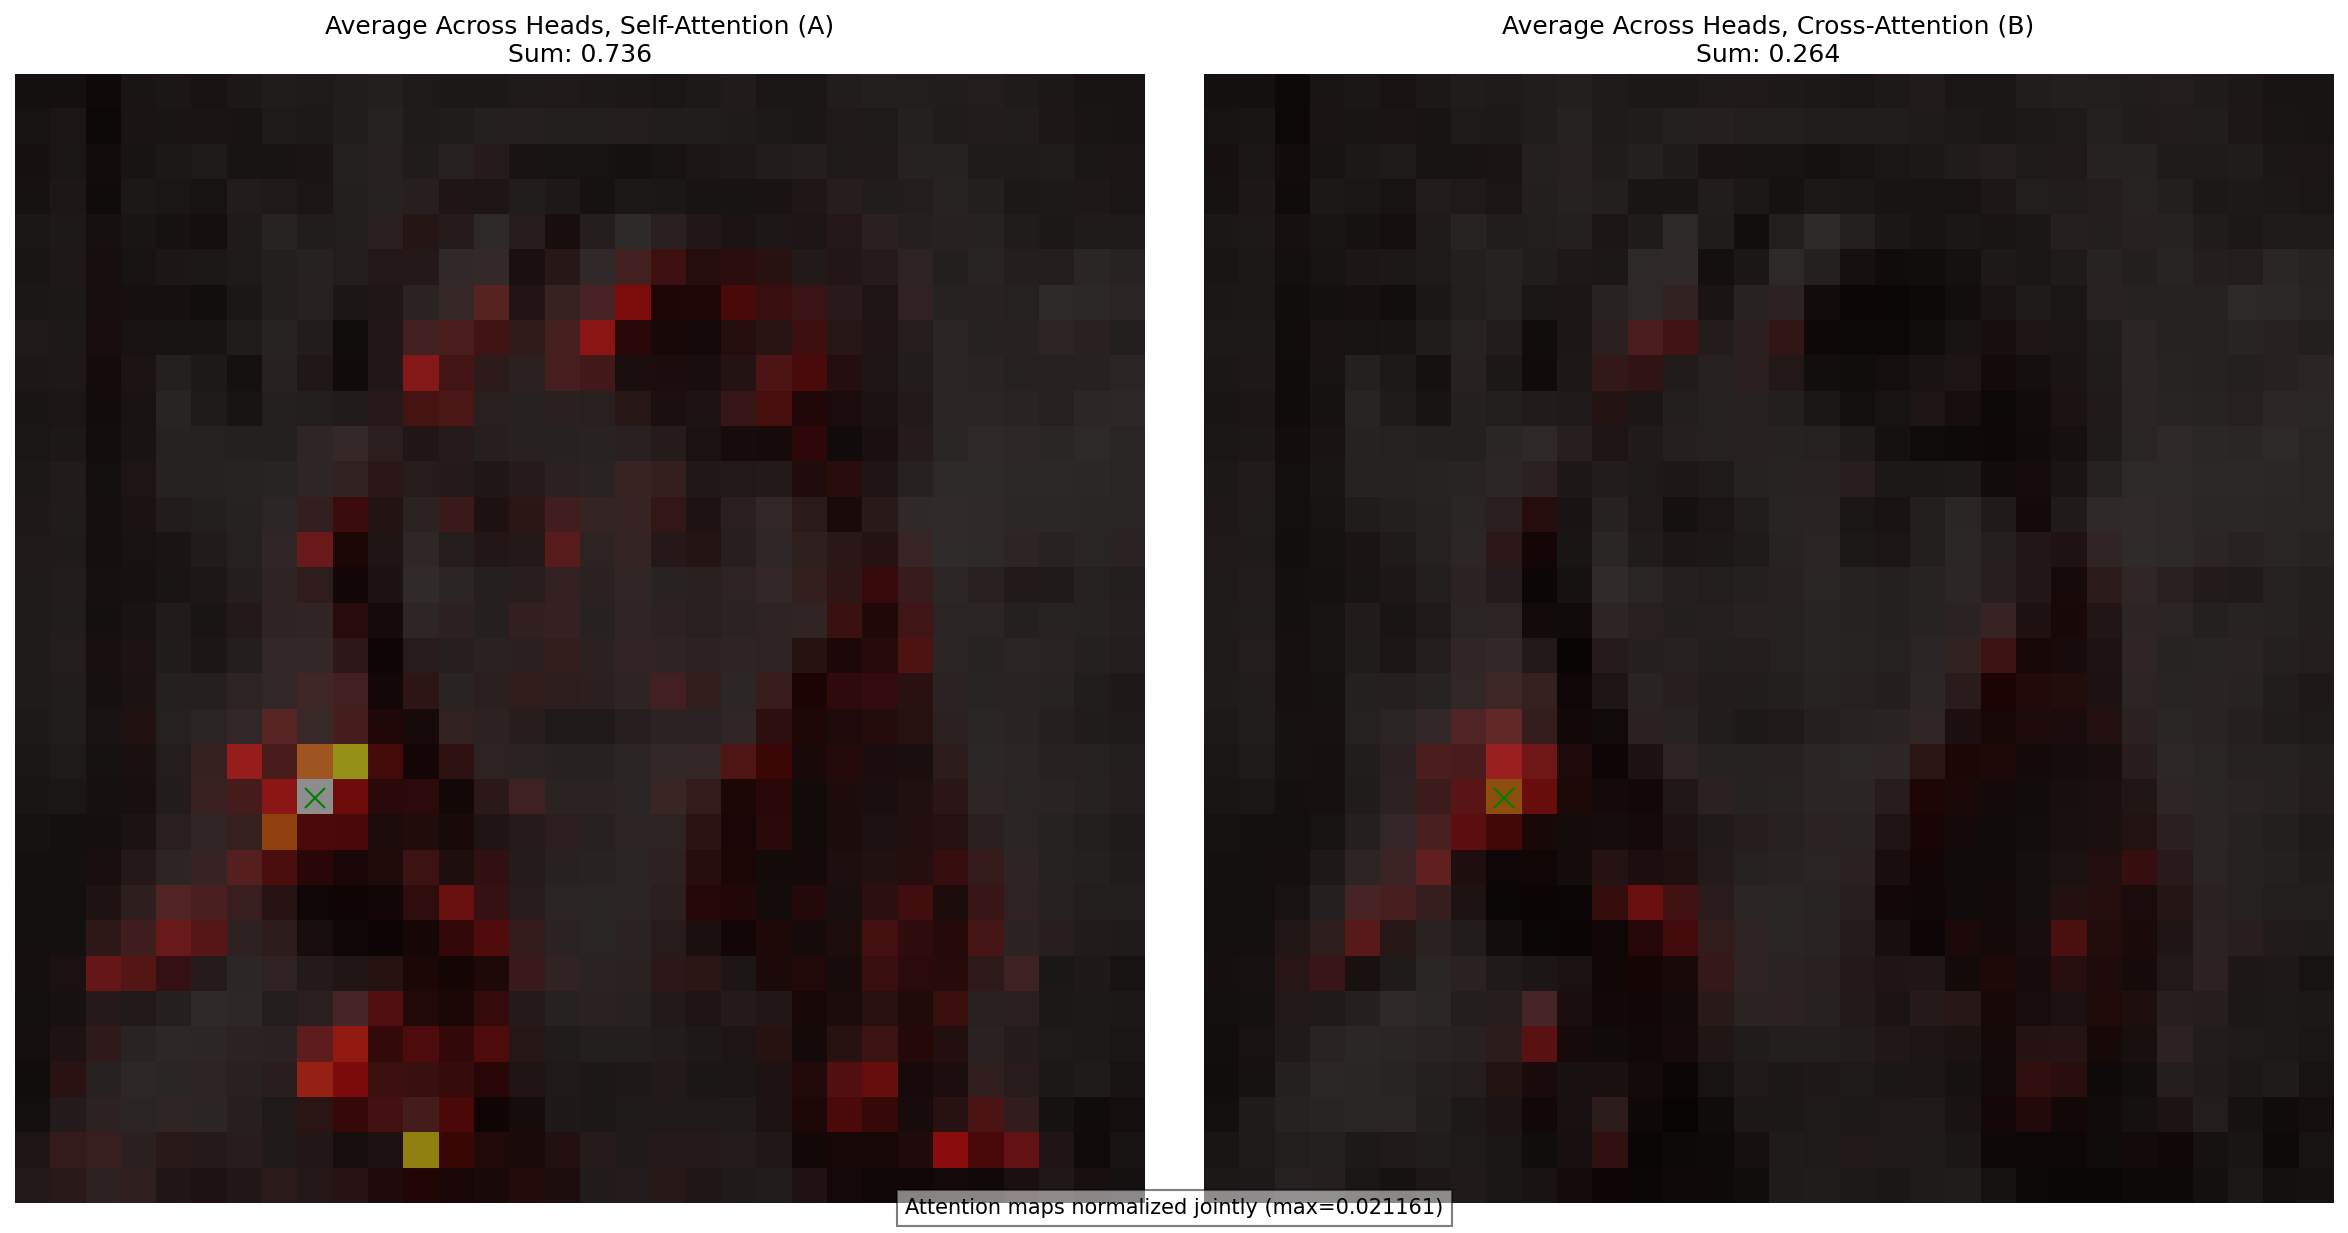 Average Across Heads, Self-Attention (A)
Sum: 0.736
Average Across Heads, Cross-Attention (B)
Sum: 0.264
Attention maps normalized jointly (max=0.021161)